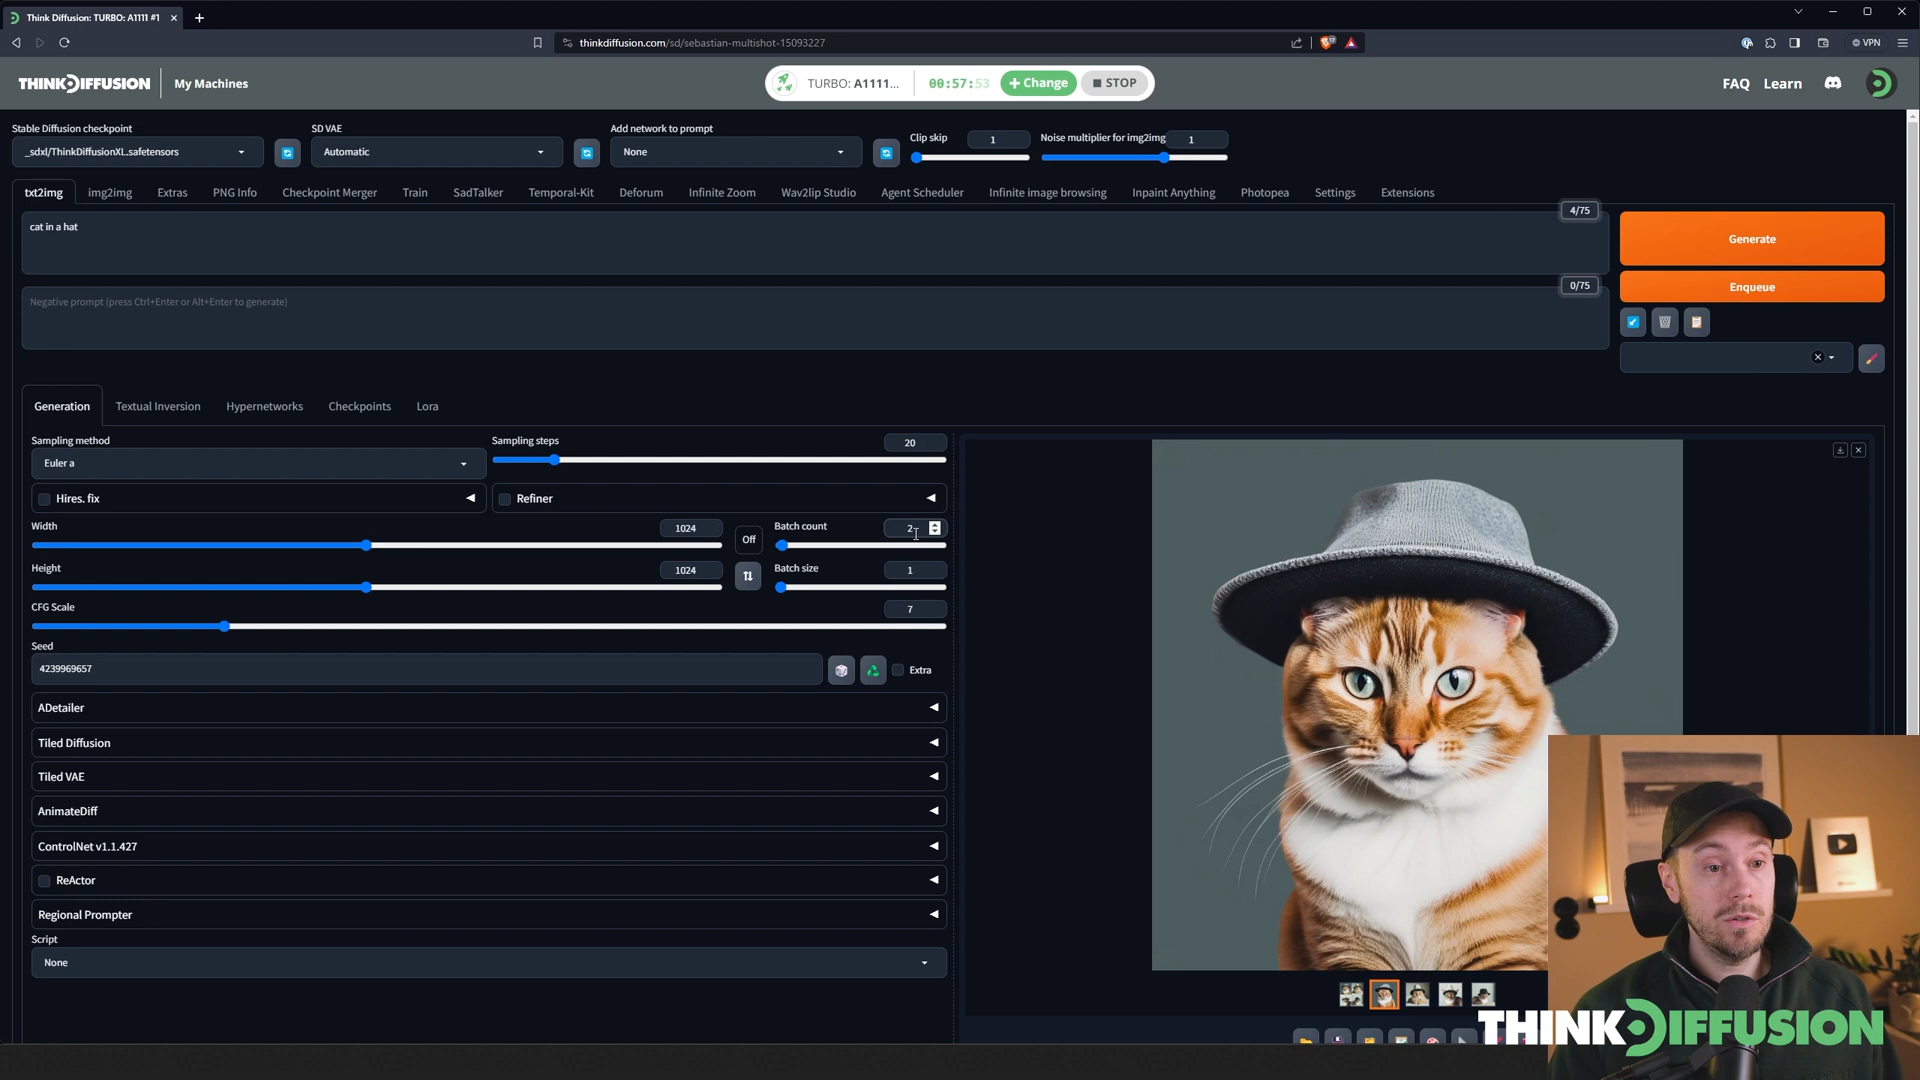 Think Diffusion: TURBO: A1111 #1
thinkdiffusion.com/sd/sebastian-multishot-15093227
VPN
THINKDIFFUSION
My Machines
TURBO: A1111...
00:57:53
+ Change
STOP
FAQ
Learn
Stable Diffusion checkpoint
SD VAE
Add network to prompt
Clip skip
1
Noise multiplier for img2img
1
_sdxl/ThinkDiffusionXL.safetensors
Automatic
None
txt2img
img2img
Extras
PNG Info
Checkpoint Merger
Train
SadTalker
Temporal-Kit
Deforum
Infinite Zoom
Wav2lip Studio
Agent Scheduler
Infinite image browsing
Inpaint Anything
Photopea
Settings
Extensions
4/75
cat in a hat
Generate
0/75
Negative prompt (press Ctrl+Enter or Alt+Enter to generate)
Enqueue
Generation
Textual Inversion
Hypernetworks
Checkpoints
Lora
Sampling method
Sampling steps
20
Euler a
Hires. fix
Refiner
Width
1024
Off
Batch count
2
Height
1024
Batch size
1
CFG Scale
7
Seed
4239969657
Extra
ADetailer
Tiled Diffusion
Tiled VAE
AnimateDiff
ControlNet v1.1.427
ReActor
Regional Prompter
Script
None
THINKDIFFUSION